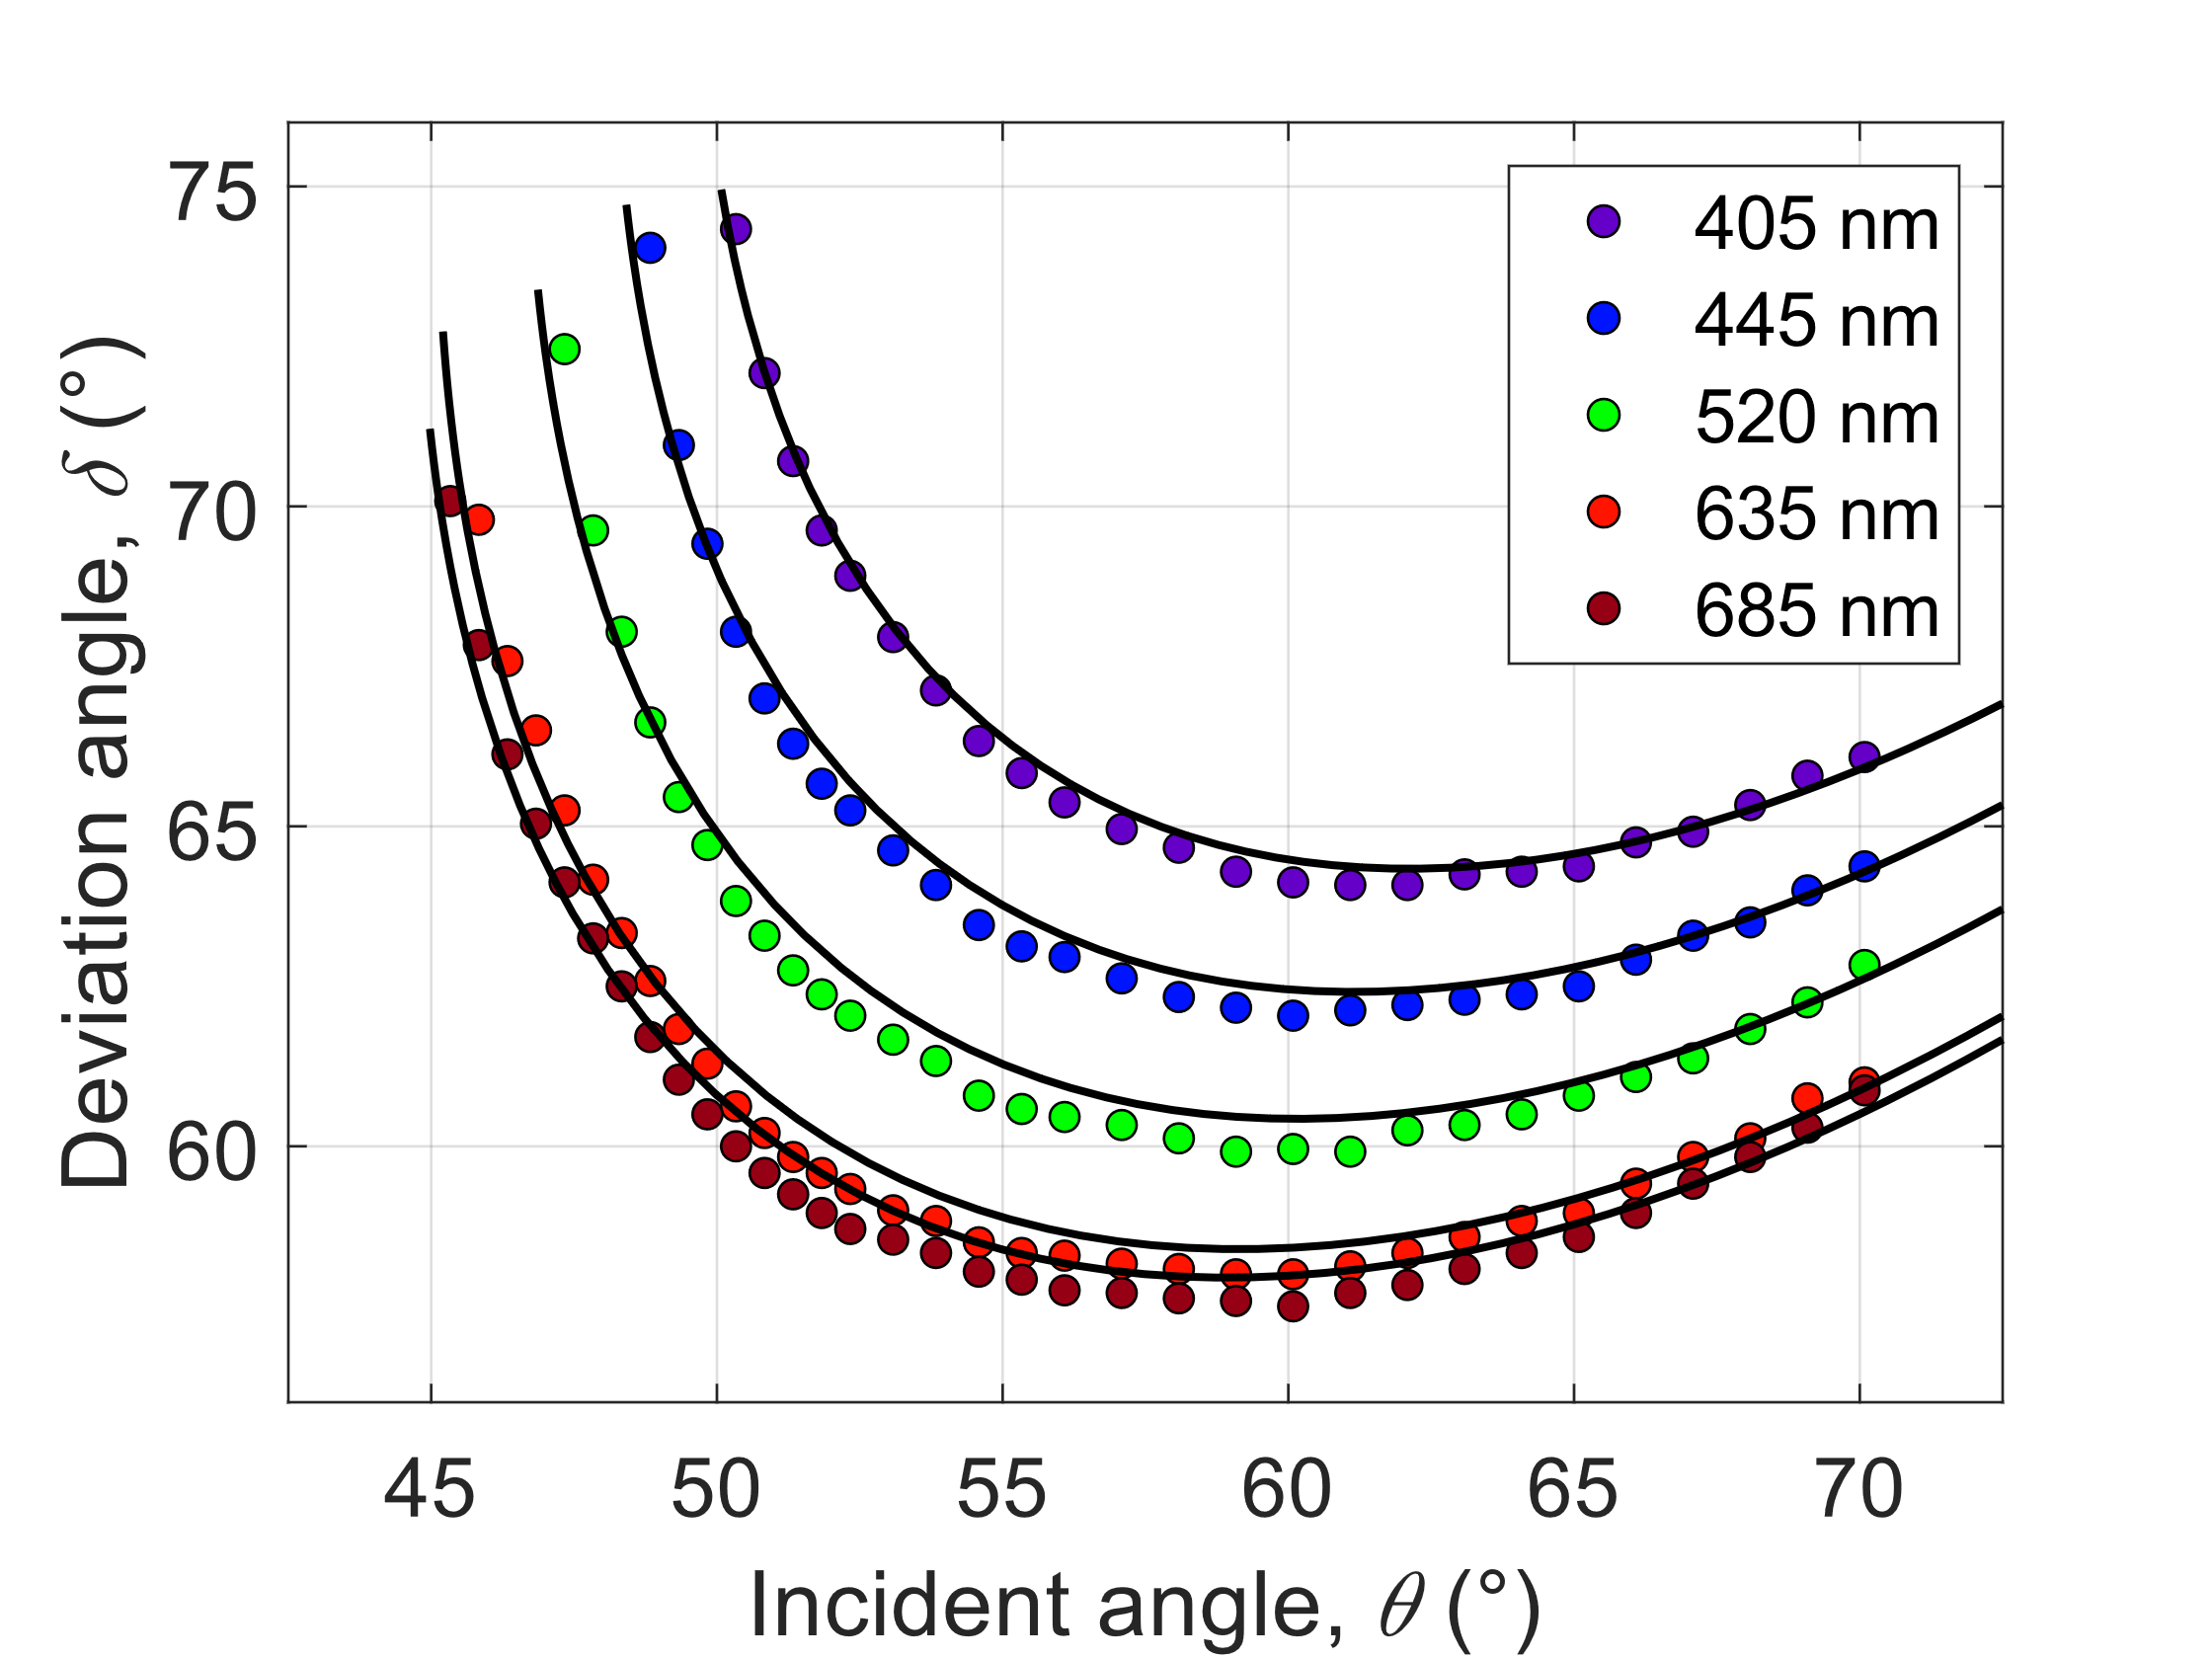 75
70
65
60
Deviation angle, δ (°)
405 nm
445 nm
520 nm
635 nm
685 nm
45 50 55 60 65 70
Incident angle, θ (°)